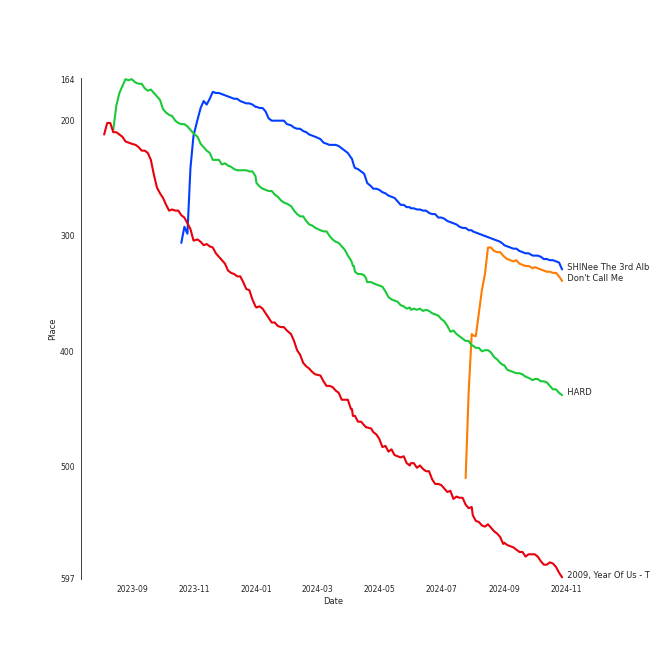 164
200
300
400
500
597
Place
SHINee The 3rd Alb
Don't Call Me
HARD
2009, Year Of Us - T
2023-09
2023-11
2024-01
2024-03
2024-05
2024-07
2024-09
2024-11
Date